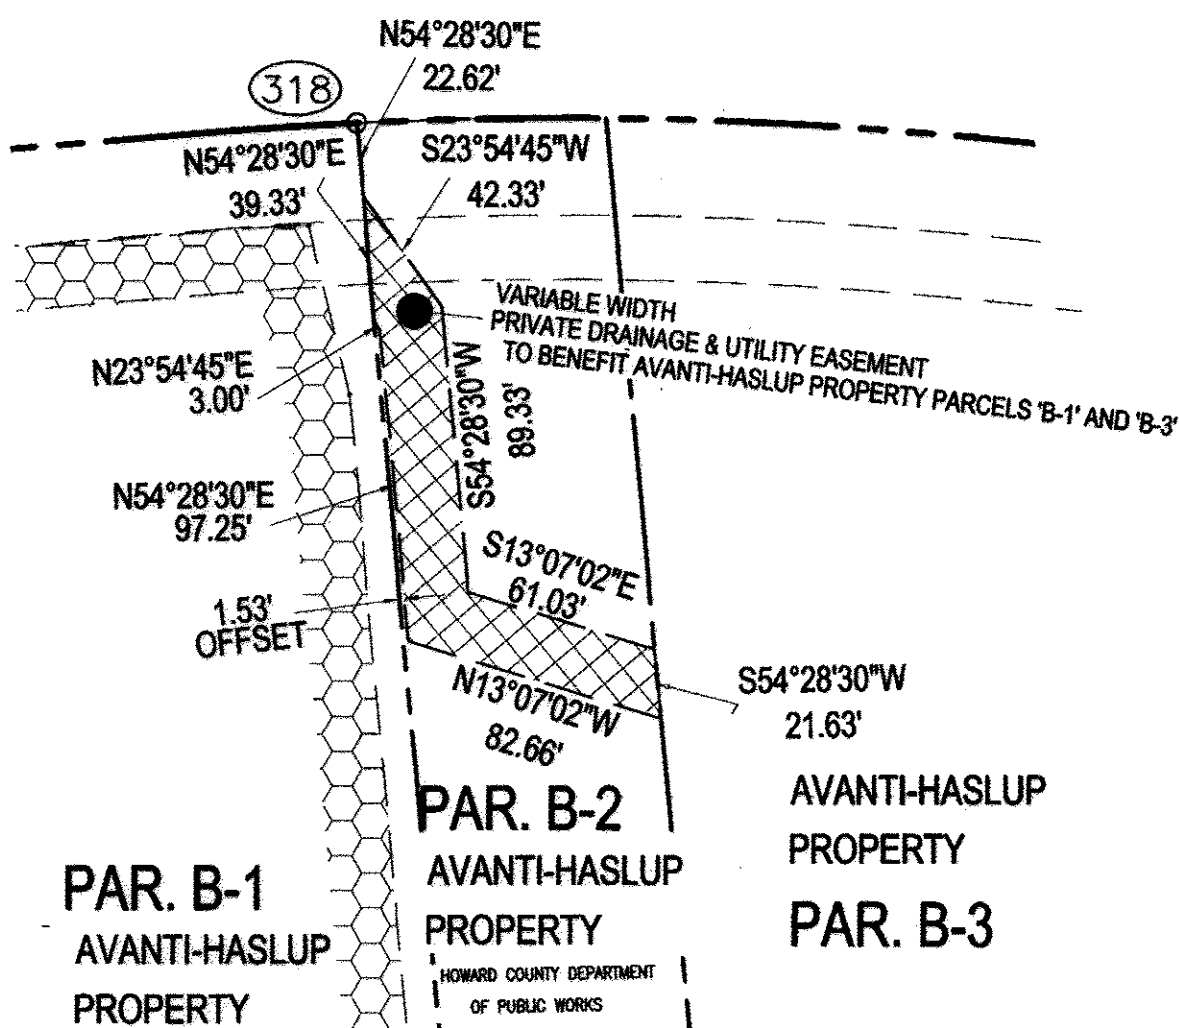 N54°28'30"E
22.62'
318
N54°28'30"E
39.33'
S23°54'45"W
42.33'
VARIABLE WIDTH
PRIVATE DRAINAGE & UTILITY EASEMENT
TO BENEFIT AVANTI-HASLUP PROPERTY PARCELS 'B-1' AND 'B-3'
N23°54'45"E
3.00'
S54°28'30"W
89.33'
N54°28'30"E
97.25'
S13°07'02"E
61.03'
1.53'
OFFSET
N13°07'02"W
82.66'
S54°28'30"W
21.63'
PAR. B-1
AVANTI-HASLUP
PROPERTY
PAR. B-2
AVANTI-HASLUP
PROPERTY
HOWARD COUNTY DEPARTMENT
OF PUBLIC WORKS
AVANTI-HASLUP
PROPERTY
PAR. B-3